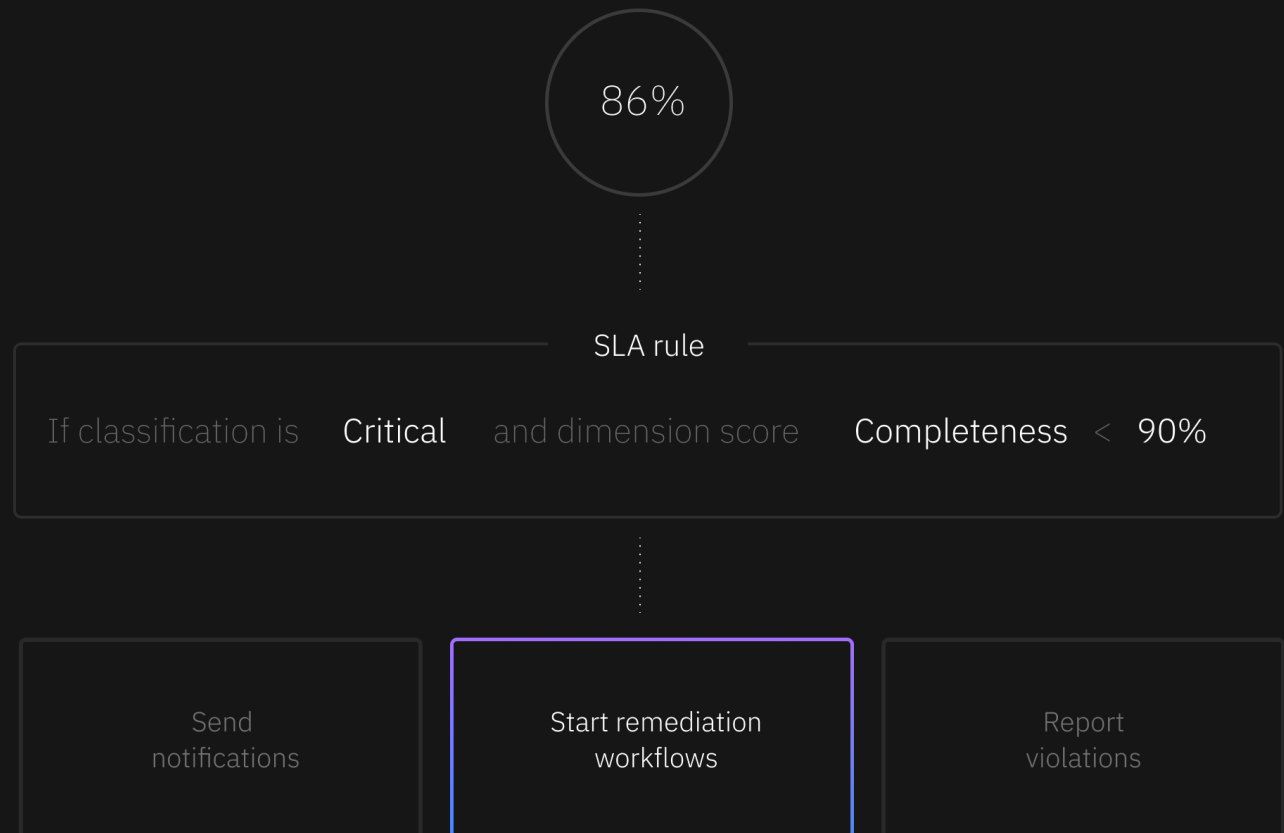 86%
SLA rule
If classification is Critical and dimension score Completeness < 90%
Send
notifications
Start remediation
workflows
Report
violations